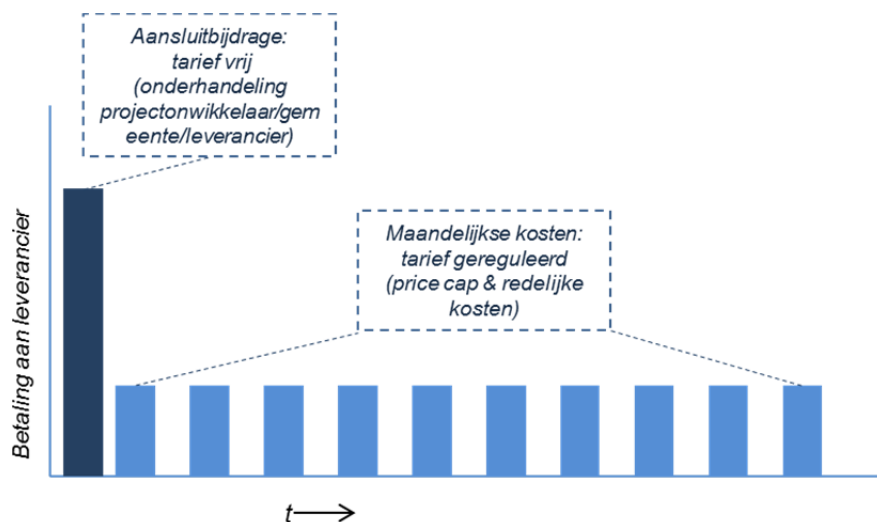 Aansluitbijdrage:
tarief vrij
(onderhandeling
projectonwikkelaar/gem
eente/leverancier)
Maandelijkse kosten:
tarief gereguleerd
(price cap & redelijke
kosten)
Betaling aan leverancier
t